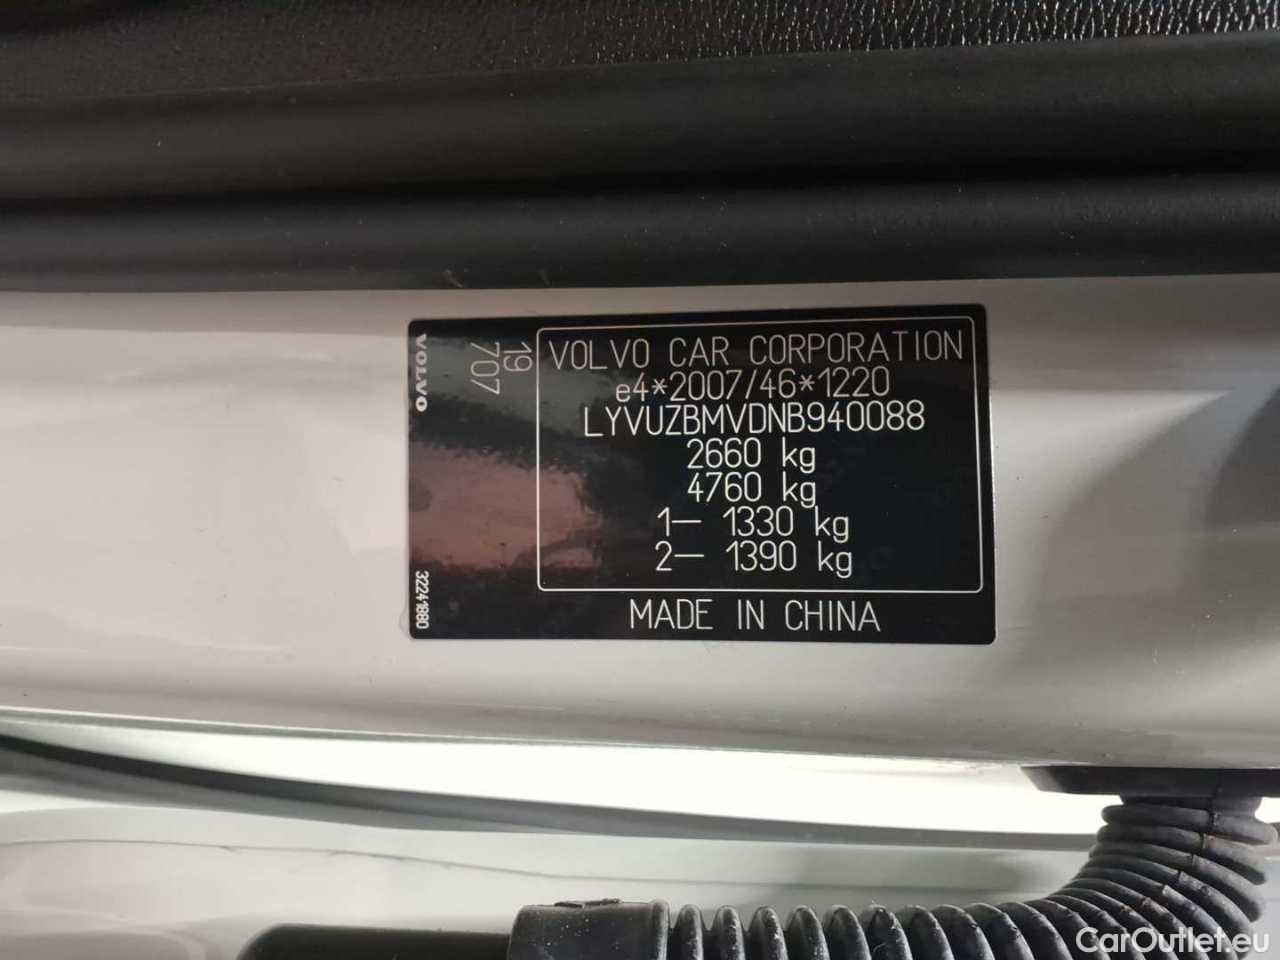 VOLVO
19
707
VOLVO CAR CORPORATION
e4*2007/46*1220
LYVUZBMVDNB940088
2660 kg
4760 kg
1— 1330 kg
2— 1390 kg
32241880
MADE IN CHINA
CarOutlet.eu